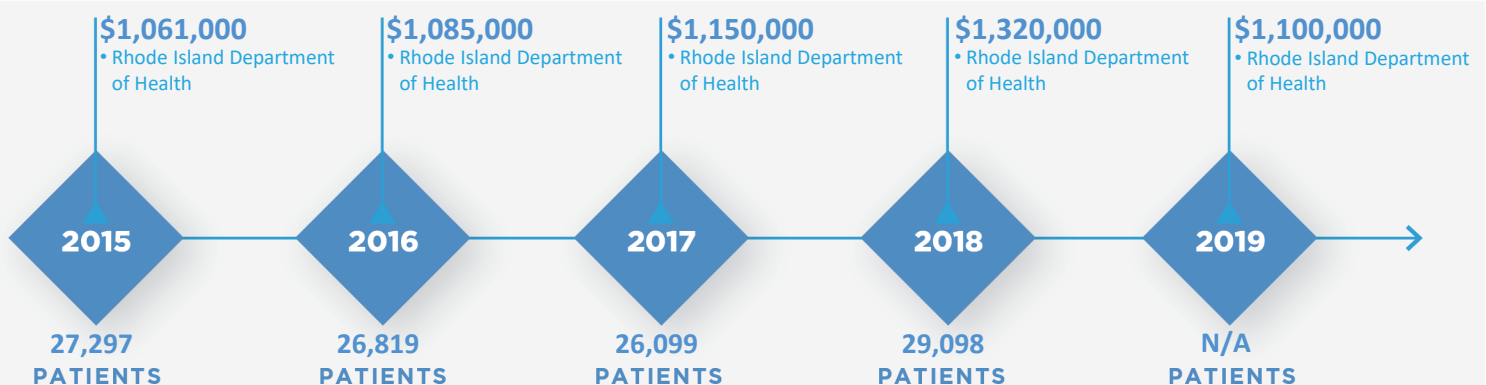 $1,061,000
• Rhode Island Department
of Health
$1,085,000
• Rhode Island Department
of Health
$1,150,000
• Rhode Island Department
of Health
$1,320,000
• Rhode Island Department
of Health
$1,100,000
• Rhode Island Department
of Health
2015
2016
2017
2018
2019
27,297
PATIENTS
26,819
PATIENTS
26,099
PATIENTS
29,098
PATIENTS
N/A
PATIENTS